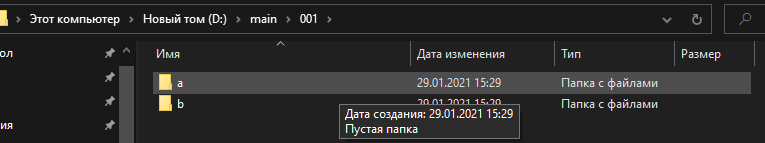 Этот компьютер > Новый том (D:) > main > 001 >
Имя Дата изменения Тип Размер
a 29.01.2021 15:29 Папка с файлами
b 29.01.2021 15:29 Папка с файлами
Дата создания: 29.01.2021 15:29
Пустая папка
ол
ия